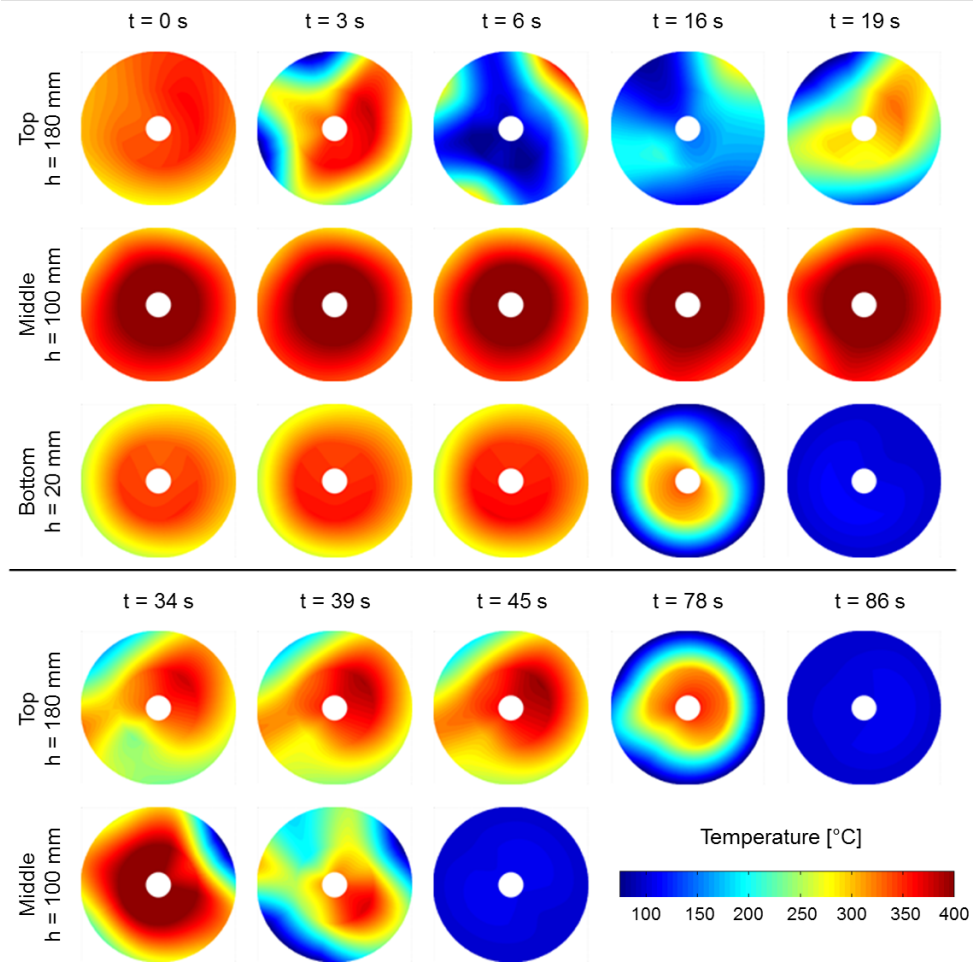 t = 0 s t = 3 s t = 6 s t = 16 s t = 19 s
Top
h = 180 mm
Middle
h = 100 mm
Bottom
h = 20 mm
t = 34 s t = 39 s t = 45 s t = 78 s t = 86 s
Top
h = 180 mm
Middle
h = 100 mm
Temperature [°C]
100 150 200 250 300 350 400